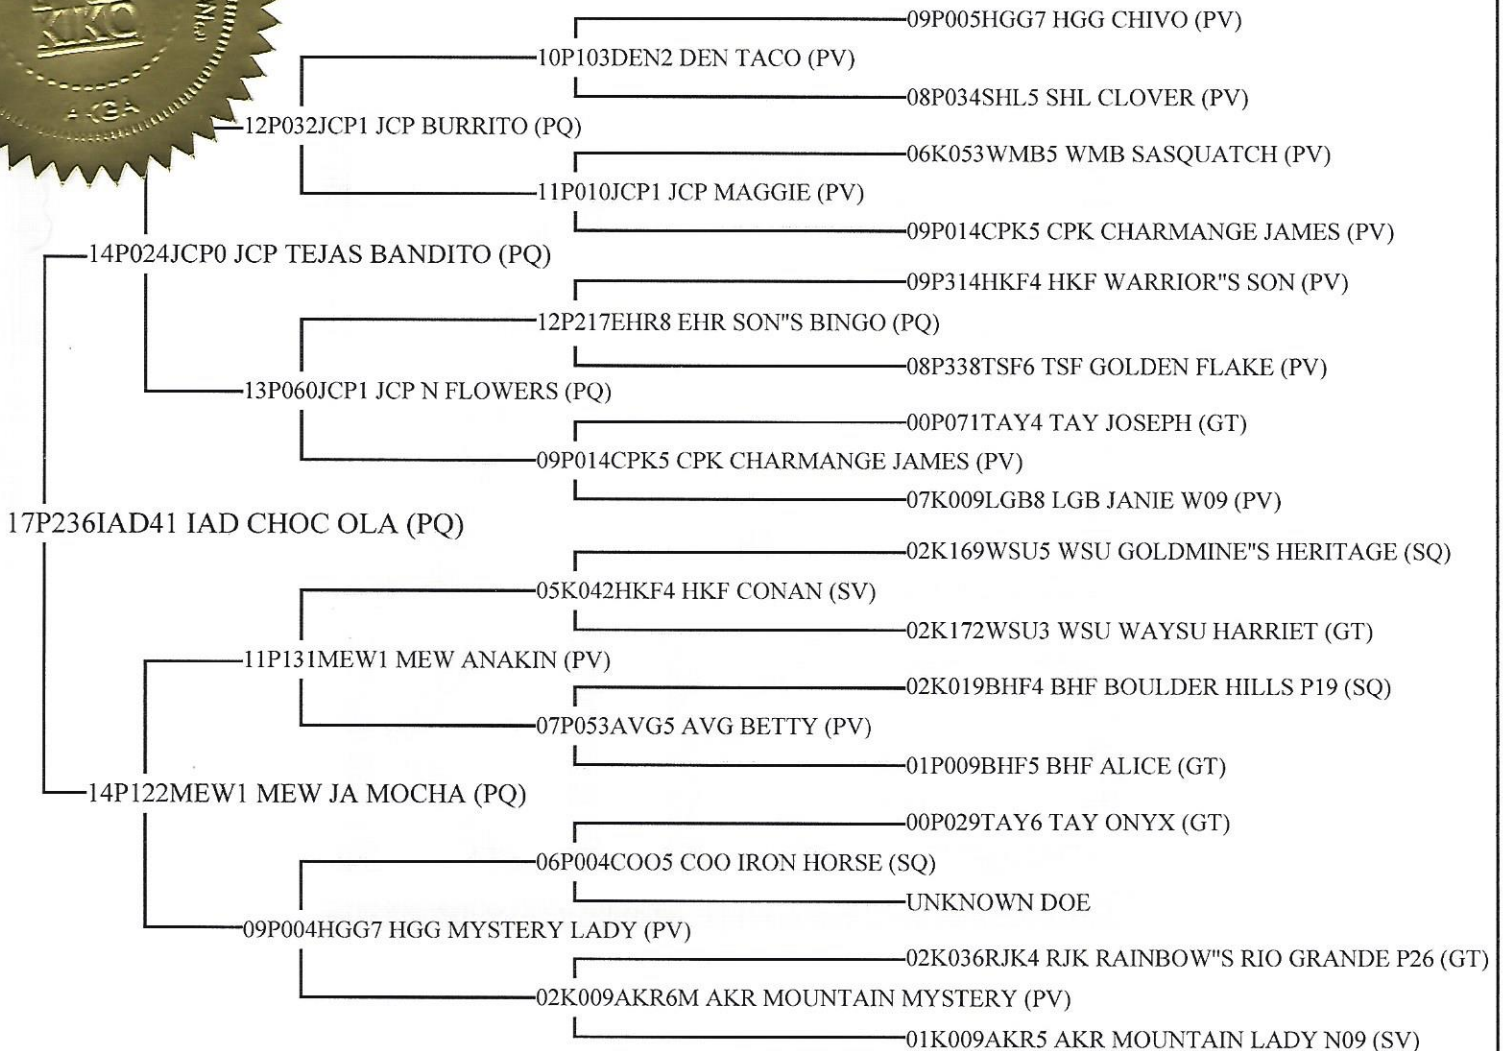 KIKO
AKGA
09P005HGG7 HGG CHIVO (PV)
10P103DEN2 DEN TACO (PV)
08P034SHL5 SHL CLOVER (PV)
12P032JCP1 JCP BURRITO (PQ)
06K053WMB5 WMB SASQUATCH (PV)
11P010JCP1 JCP MAGGIE (PV)
09P014CPK5 CPK CHARMANGE JAMES (PV)
14P024JCP0 JCP TEJAS BANDITO (PQ)
09P314HKF4 HKF WARRIOR"S SON (PV)
12P217EHR8 EHR SON"S BINGO (PQ)
08P338TSF6 TSF GOLDEN FLAKE (PV)
13P060JCP1 JCP N FLOWERS (PQ)
00P071TAY4 TAY JOSEPH (GT)
09P014CPK5 CPK CHARMANGE JAMES (PV)
07K009LGB8 LGB JANIE W09 (PV)
17P236IAD41 IAD CHOC OLA (PQ)
02K169WSU5 WSU GOLDMINE"S HERITAGE (SQ)
05K042HKF4 HKF CONAN (SV)
02K172WSU3 WSU WAYSU HARRIET (GT)
11P131MEW1 MEW ANAKIN (PV)
02K019BHF4 BHF BOULDER HILLS P19 (SQ)
07P053AVG5 AVG BETTY (PV)
01P009BHF5 BHF ALICE (GT)
14P122MEW1 MEW JA MOCHA (PQ)
00P029TAY6 TAY ONYX (GT)
06P004COO5 COO IRON HORSE (SQ)
UNKNOWN DOE
09P004HGG7 HGG MYSTERY LADY (PV)
02K036RJK4 RJK RAINBOW"S RIO GRANDE P26 (GT)
02K009AKR6M AKR MOUNTAIN MYSTERY (PV)
01K009AKR5 AKR MOUNTAIN LADY N09 (SV)